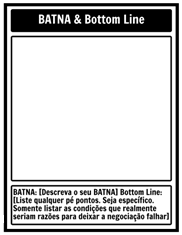 BATNA & Bottom Line
BATNA: [Descreva o seu BATNA] Bottom Line:
[Liste qualquer pé pontos. Seja específico.
Somente listar as condições que realmente
seriam razões para deixar a negociação falhar]